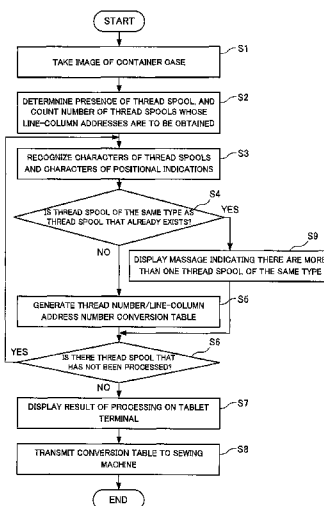 START
S1
TAKE IMAGE OF CONTAINER CASE
S2
DETERMNINE PRESENCE OF THREAD SPOOL, AND
COUNT NUMBER OF THREAD SPOOLS WHOSE
LINE-COLUMN ADDRESSES ARE TO BE OBTAINED
S3
RECOGNIZE CHARACTERS OF THREAD SPOOLS
AND CHARACTERS OF POSITIONAL INDICATIONS
S4
IS THREAD SPOOL OF THE SAME TYPE AS
THREAD SPOOL THAT ALREADY EXISTS?
YES
NO
S9
DISPLAY MASSAGE INDICATING THERE ARE MORE
THAN ONE THREAD SPOOL OF THE SAME TYPE
S6
GENERATE THREAD NUMBER/LINE-COLUMN
ADDRESS NUMBER CONVERSION TABLE
YES
S6
IS THERE THREAD SPOOL THAT
HAS NOT BEEN PROCESSED?
NO
S7
DISPLAY RESULT OF PROCESSING ON TABLET
TERMINAL
S8
TRANSMIT CONVERSION TABLE TO SEWING
MACHINE
END